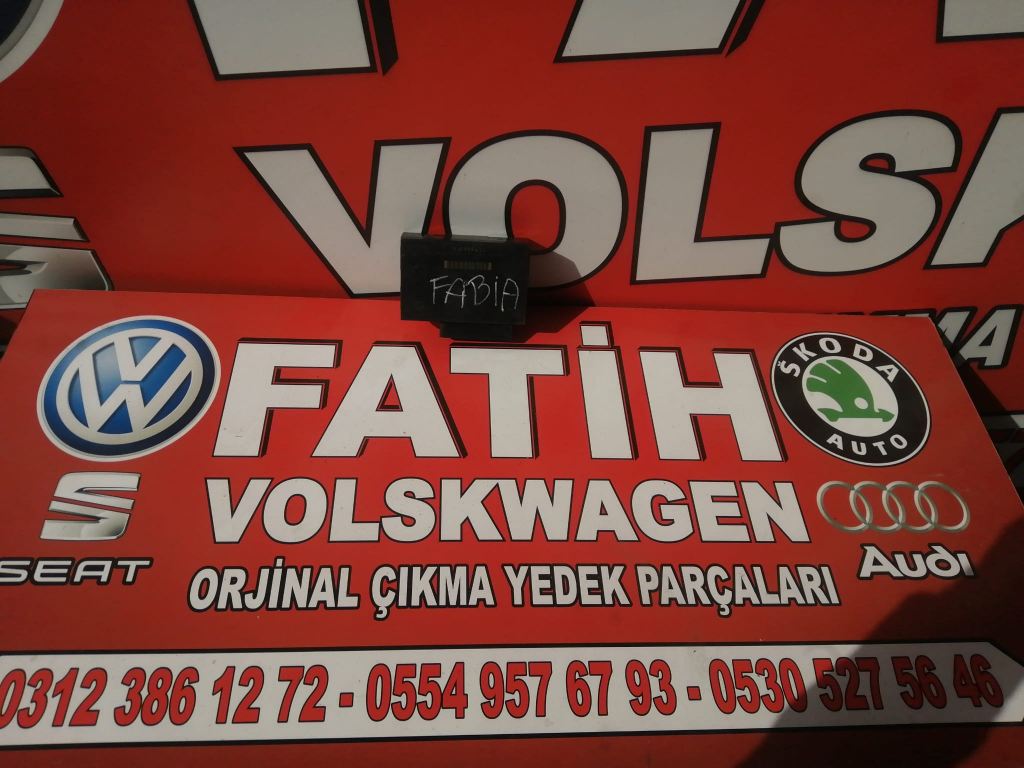 VOLS
FABIA
FATİH
ŠKODA
AUTO
VOLSKWAGEN
SEAT
Audi
ORJİNAL ÇIKMA YEDEK PARÇALARI
0312 386 12 72 - 0554 957 67 93 - 0530 527 56 46